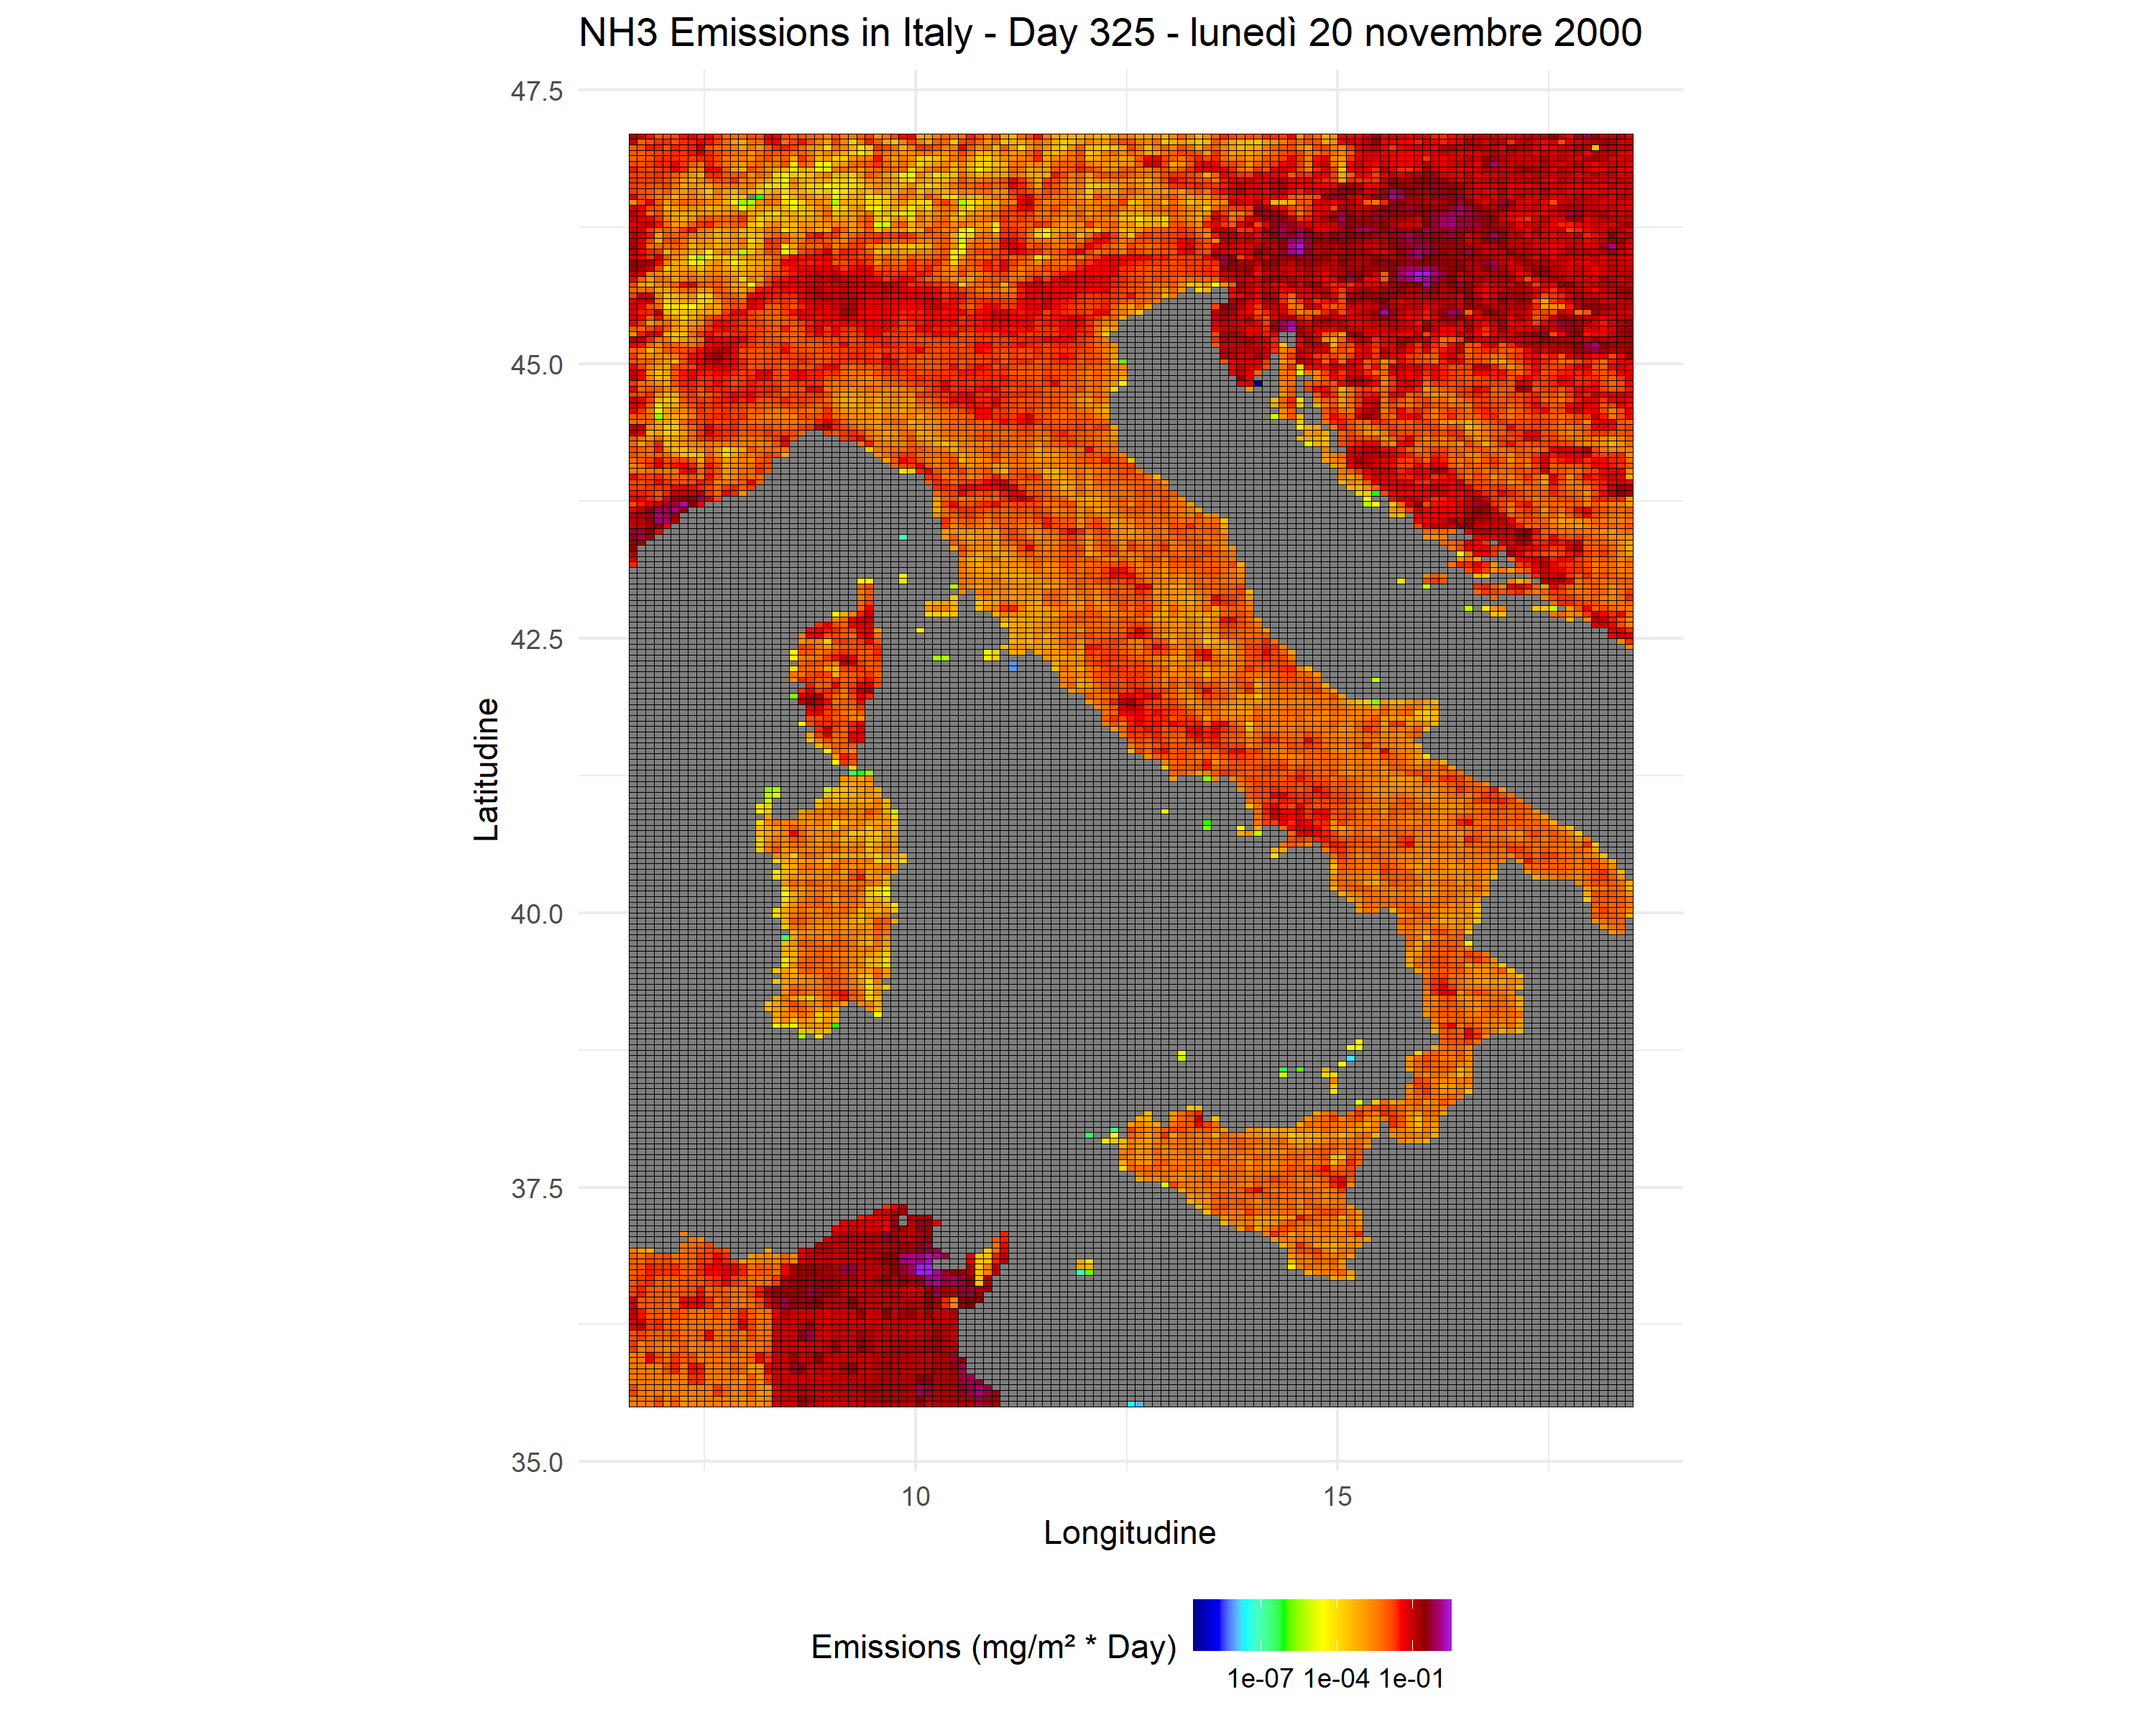 NH3 Emissions in Italy - Day 325 - lunedì 20 novembre 2000
47.5
45.0
42.5
40.0
37.5
35.0
Latitudine
10 15
Longitudine
Emissions (mg/m² * Day)
1e-07 1e-04 1e-01